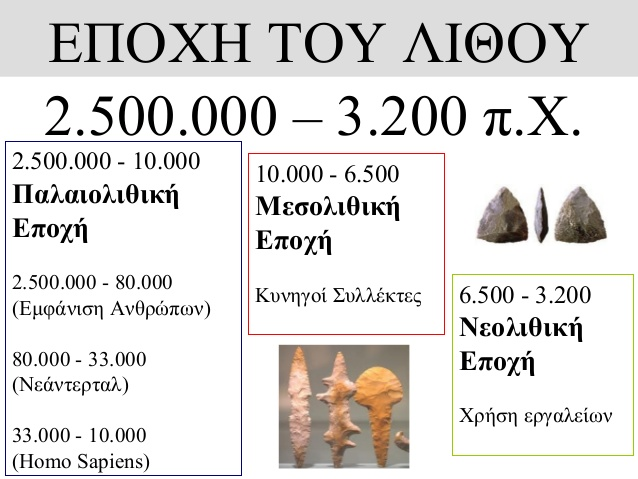 ΕΠΟΧΗ ΤΟΥ ΛΙΘΟΥ
2.500.000 – 3.200 π.Χ.
2.500.000 - 10.000
Παλαιολιθική
Εποχή
2.500.000 - 80.000
(Εμφάνιση Ανθρώπων)
80.000 - 33.000
(Νεάντερταλ)
33.000 - 10.000
(Homo Sapiens)
10.000 - 6.500
Μεσολιθική
Εποχή
Κυνηγοί Συλλέκτες
6.500 - 3.200
Νεολιθική
Εποχή
Χρήση εργαλείων